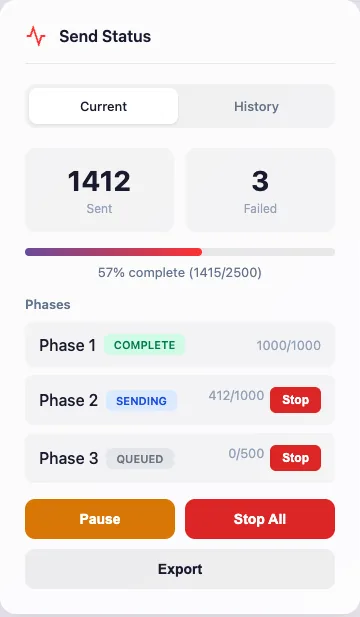 Send Status
Current History
1412 3
Sent Failed
57% complete (1415/2500)
Phases
Phase 1 COMPLETE 1000/1000
Phase 2 SENDING 412/1000 Stop
Phase 3 QUEUED 0/500 Stop
Pause Stop All
Export